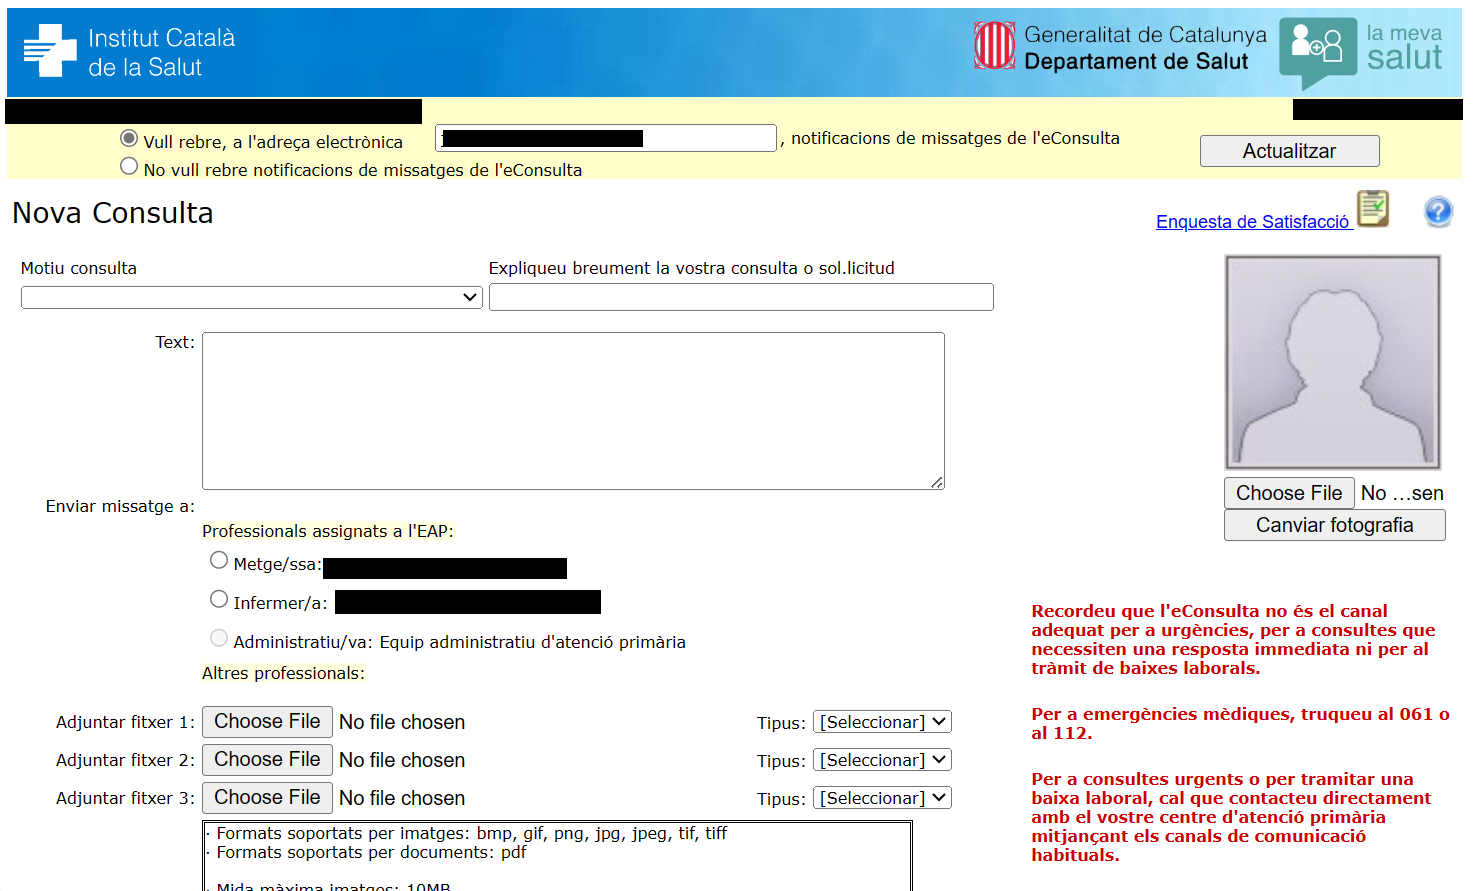 Institut Català
de la Salut
Generalitat de Catalunya
Departament de Salut
la meva
salut
Vull rebre, a l'adreça electrònica , notificacions de missatges de l'eConsulta
No vull rebre notificacions de missatges de l'eConsulta
Actualitzar
Nova Consulta
Enquesta de Satisfacció
?
Motiu consulta
Expliqueu breument la vostra consulta o sol.licitud
Text:
Choose File No ...sen
Canviar fotografia
Enviar missatge a:
Professionals assignats a l'EAP:
Metge/ssa:
Infermer/a:
Administratiu/va: Equip administratiu d'atenció primària
Altres professionals:
Adjuntar fitxer 1: Choose File No file chosen Tipus: [Seleccionar]
Adjuntar fitxer 2: Choose File No file chosen Tipus: [Seleccionar]
Adjuntar fitxer 3: Choose File No file chosen Tipus: [Seleccionar]
· Formats soportats per imatges: bmp, gif, png, jpg, jpeg, tif, tiff
· Formats soportats per documents: pdf
· Mida màxima imatges: 10MB
Recordeu que l'eConsulta no és el canal
adequat per a urgències, per a consultes que
necessiten una resposta immediata ni per al
tràmit de baixes laborals.
Per a emergències mèdiques, truqueu al 061 o
al 112.
Per a consultes urgents o per tramitar una
baixa laboral, cal que contacteu directament
amb el vostre centre d'atenció primària
mitjançant els canals de comunicació
habituals.